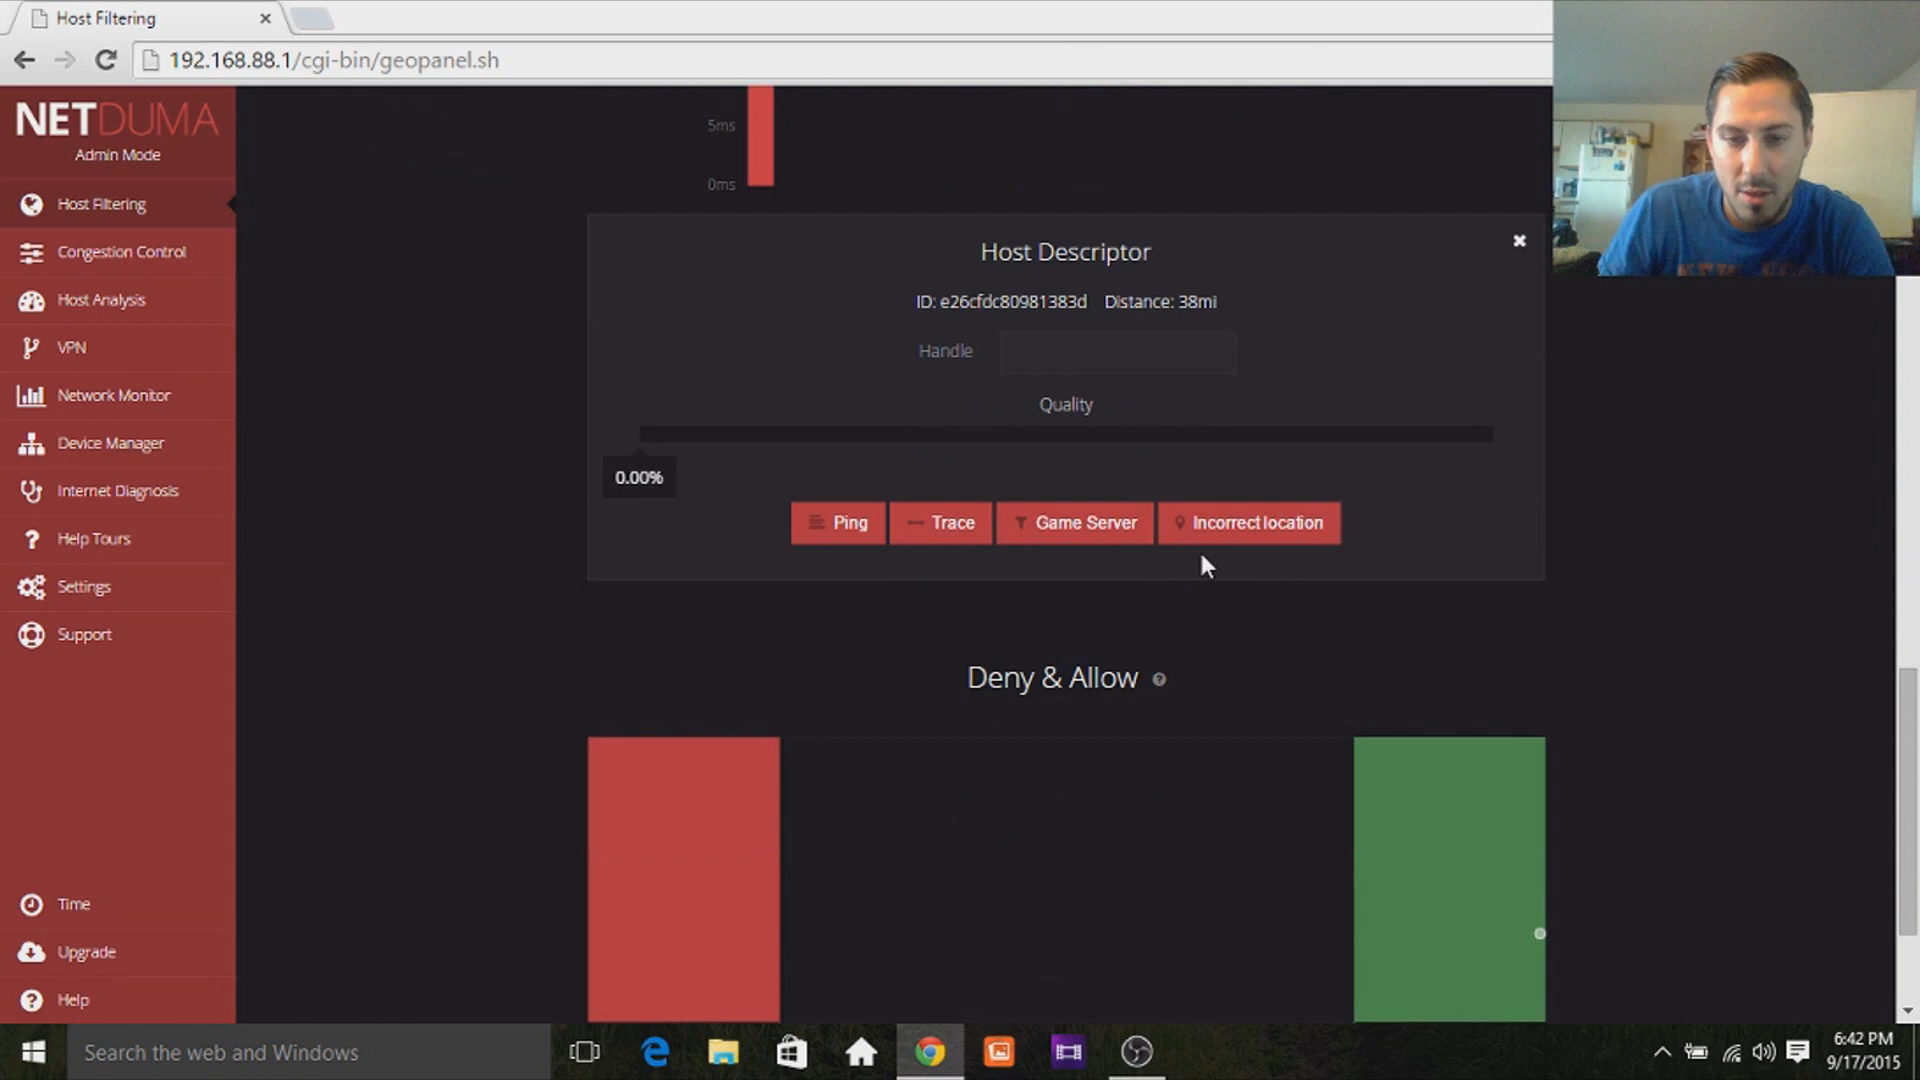 Host Filtering
192.168.88.1/cgi-bin/geopanel.sh
NETDUMA
Admin Mode
Host Filtering
Congestion Control
Host Analysis
VPN
Network Monitor
Device Manager
Internet Diagnosis
Help Tours
Settings
Support
Time
Upgrade
Help
5ms
0ms
Host Descriptor
ID: e26cfdc80981383d Distance: 38mi
Handle
Quality
0.00%
Ping
Trace
Game Server
Incorrect location
Deny & Allow
Search the web and Windows
6:42 PM
9/17/2015